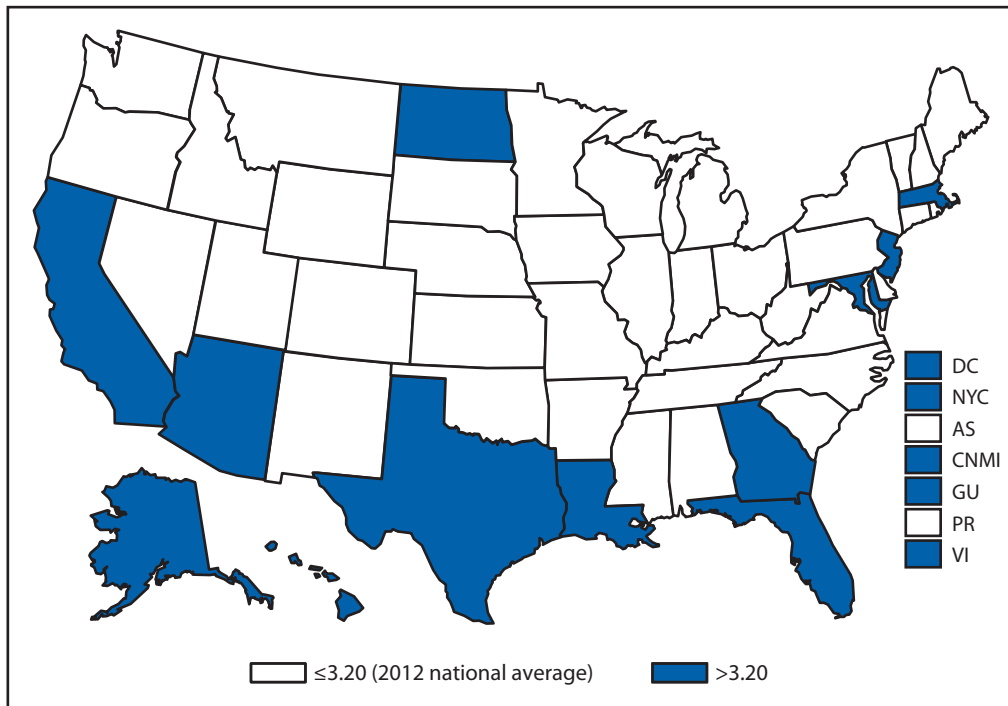 DC
NYC
AS
CNMI
GU
PR
VI
≤3.20 (2012 national average) >3.20